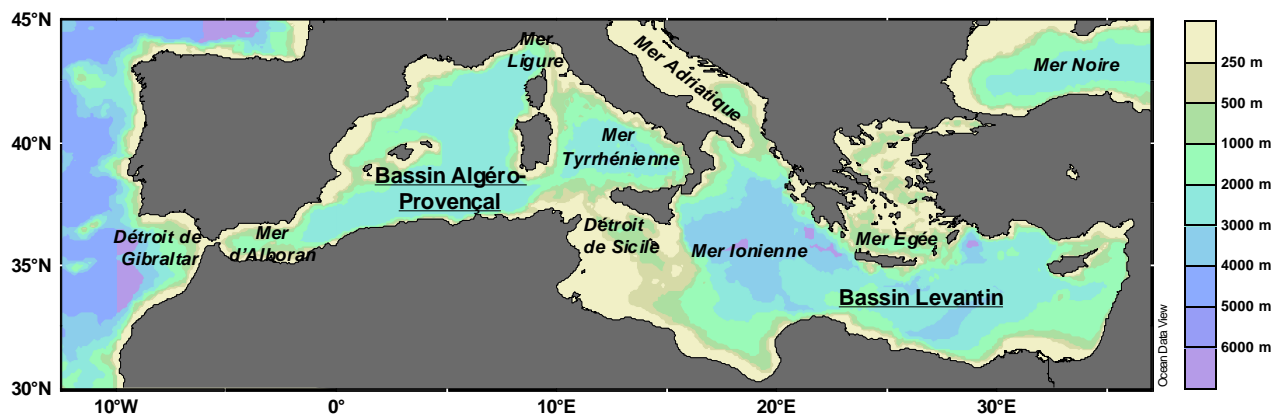 45°N
40°N
35°N
30°N
10°W
0°
10°E
20°E
30°E
Mer
Ligure
Mer Adriatique
Mer Noire
Mer
Tyrrhénienne
Bassin Algéro-
Provençal
Détroit de
Gibraltar
Mer
d'Alboran
Détroit
de Sicile
Mer Ionienne
Mer Egée
Bassin Levantin
Ocean Data View
250 m
500 m
1000 m
2000 m
3000 m
4000 m
5000 m
6000 m